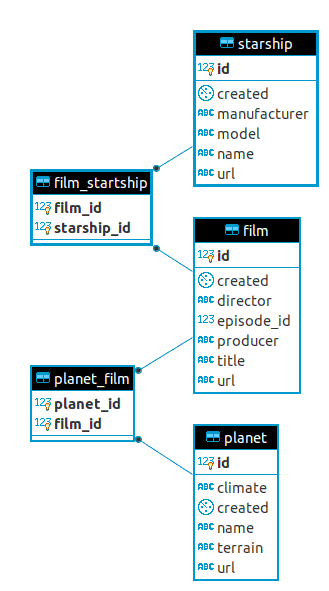 starship
123 id
created
ABC manufacturer
ABC model
ABC name
ABC url
film_startship
123 film_id
123 starship_id
film
123 id
created
ABC director
123 episode_id
ABC producer
ABC title
ABC url
planet_film
123 planet_id
123 film_id
planet
123 id
ABC climate
created
ABC name
ABC terrain
ABC url